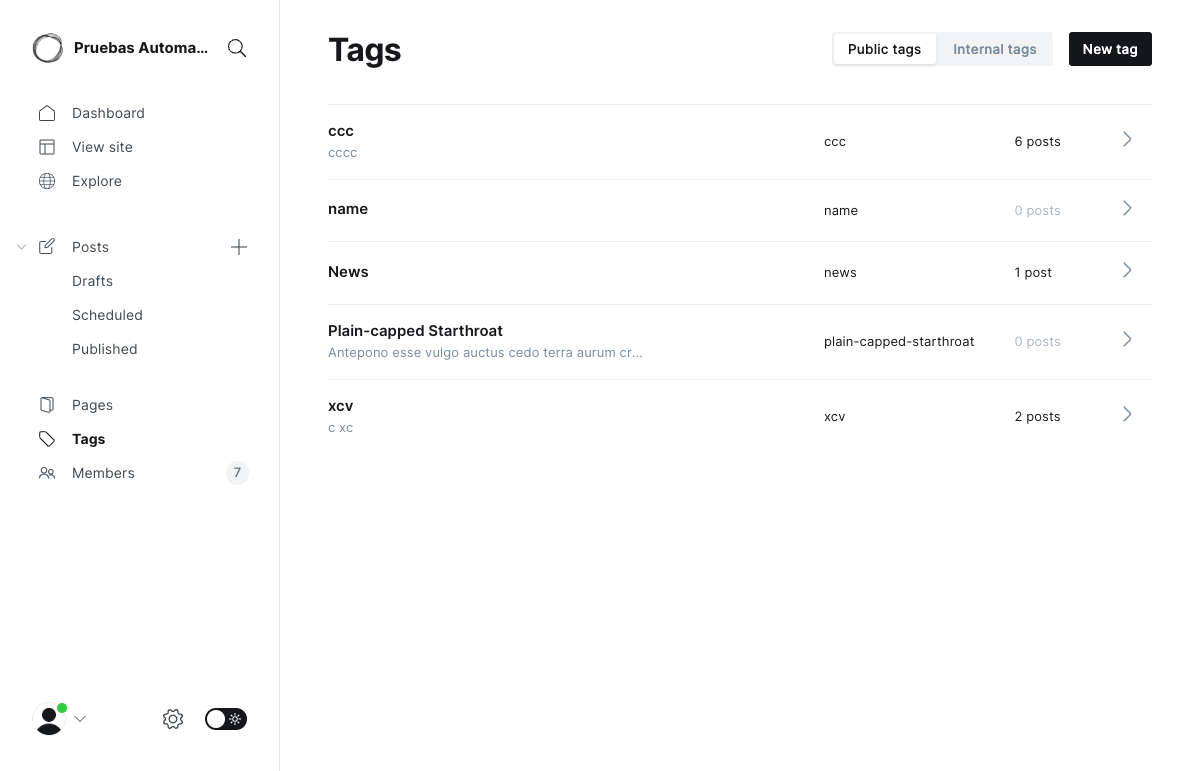 Pruebas Automa...
Dashboard
View site
Explore
Posts
Drafts
Scheduled
Published
Pages
Tags
Members 7
Tags
Public tags Internal tags New tag
ccc
cccc
ccc 6 posts
name name 0 posts
News news 1 post
Plain-capped Starthroat
Antepono esse vulgo auctus cedo terra aurum cr...
plain-capped-starthroat 0 posts
xcv
c xc
xcv 2 posts